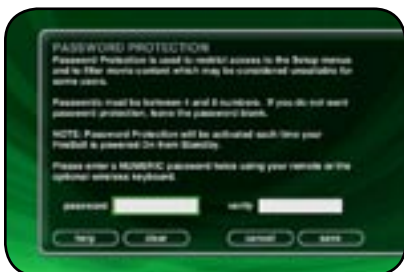 PASSWORD PROTECTION
Password Protection is used to restrict access to the Setup menus
and to filter movie content which may be considered unsuitable for
some users.
Passwords must be between 4 and 8 numbers. If you do not want
password protection, leave the password blank.
NOTE: Password Protection will be activated each time your
FireBall is powered On from Standby.
Please enter a NUMERIC password twice using your remote or the
optional wireless keyboard.
password verify
help clear cancel save